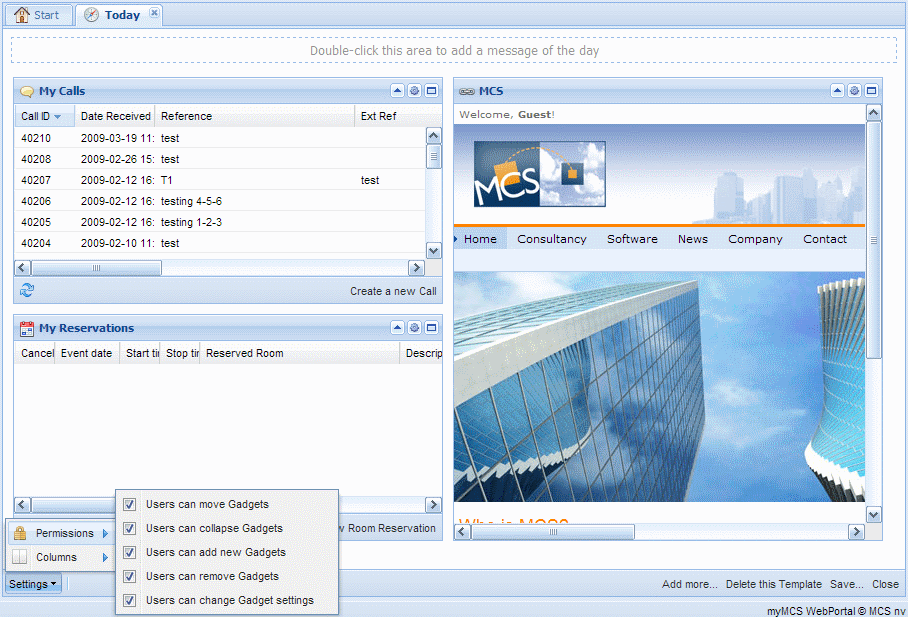 Start
Today
Double-click this area to add a message of the day
My Calls
Call ID Date Received Reference Ext Ref
40210 2009-03-19 11: test
40208 2009-02-26 15: test
40207 2009-02-12 16: T1 test
40206 2009-02-12 16: testing 4-5-6
40205 2009-02-12 16: testing 1-2-3
40204 2009-02-10 11: test
Create a new Call
My Reservations
Cancel Event date Start ti Stop tir Reserved Room Descrip
w Room Reservation
MCS
Welcome, Guest!
MCS
Home Consultancy Software News Company Contact
Who is MCS?
Permissions
Columns
Users can move Gadgets
Users can collapse Gadgets
Users can add new Gadgets
Users can remove Gadgets
Users can change Gadget settings
Settings
Add more... Delete this Template Save... Close
myMCS WebPortal © MCS nv